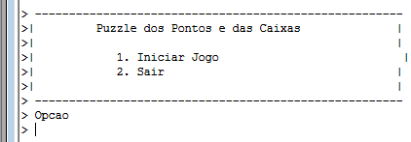 > --------------------------------------------------------
>|         Puzzle dos Pontos e das Caixas               |
>|                                                      |
>|            1. Iniciar Jogo                            |
>|            2. Sair                                   |
>|                                                      |
> --------------------------------------------------------
> Opcao
> |